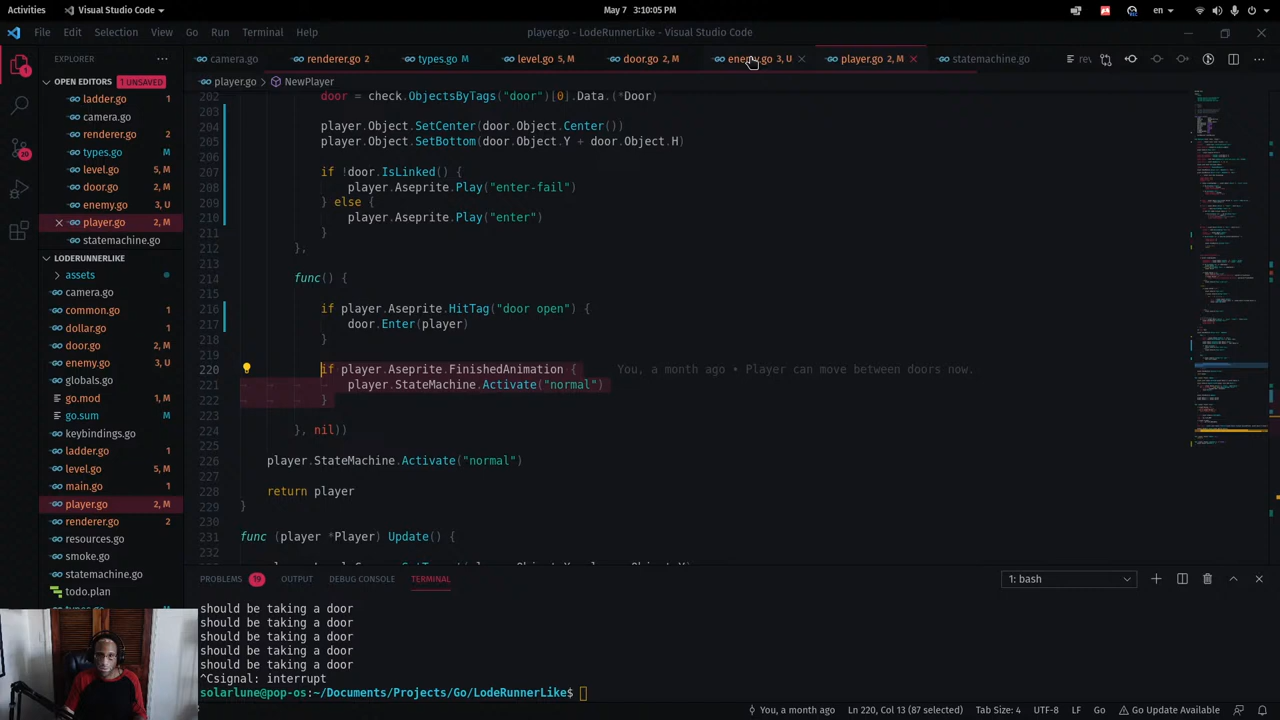 Activities
Visual Studio Code
May 7 3:10:05 PM
en
File Edit Selection View Go Run Terminal Help
player.go - LodeRunnerLike - Visual Studio Code
EXPLORER
camera.go
renderer.go 2
types.go M
level.go 5, M
door.go 2, M
enemy.go 3, U
player.go 2, M
statemachine.go
player.go > NewPlayer
OPEN EDITORS 1 UNSAVED
ladder.go 1
camera.go
renderer.go 2
types.go M
level.go 5, M
door.go 2, M
enemy.go 3, U
player.go 2, M
statemachine.go
LODERUNNERLIKE
assets
camera.go
common.go 1
dollar.go 1
door.go 2, M
enemy.go 3, U
globals.go
go.mod 1
go.sum M
keybindings.go
ladder.go 1
level.go 5, M
main.go 1
player.go 2, M
renderer.go 2
resources.go
smoke.go
statemachine.go
todo.plan
202 door = check.ObjectsByTags("door")[0].Data.(*Door)
203
204 player.Object.SetCenter(door.Object.Center())
205 player.Object.SetBottom(door.Object.Y + door.Object.H)
206
207 if !door.IsLinked {
208 player.Aseprite.Play("enter-fail")
209 } else {
210 player.Aseprite.Play("enter")
211 }
212 },
213
214 func() {
215
216 if player.Aseprite.HitTag("door open") {
217 door.Enter(player)
218 }
219
220 if player.Aseprite.FinishedAnimation { You, a month ago • Player can move between doors now.
221 player.StateMachine.Activate("normal")
222 }
223
224 }, nil))
225
226 player.StateMachine.Activate("normal")
227
228 return player
229 }
230
231 func (player *Player) Update() {
232
PROBLEMS 19 OUTPUT DEBUG CONSOLE TERMINAL
1: bash
should be taking a door
should be taking a door
should be taking a door
should be taking a door
should be taking a door
^Csignal: interrupt
solarlune@pop-os:~/Documents/Projects/Go/LodeRunnerLike$
You, a month ago Ln 220, Col 13 (87 selected) Tab Size: 4 UTF-8 LF Go Go Update Available